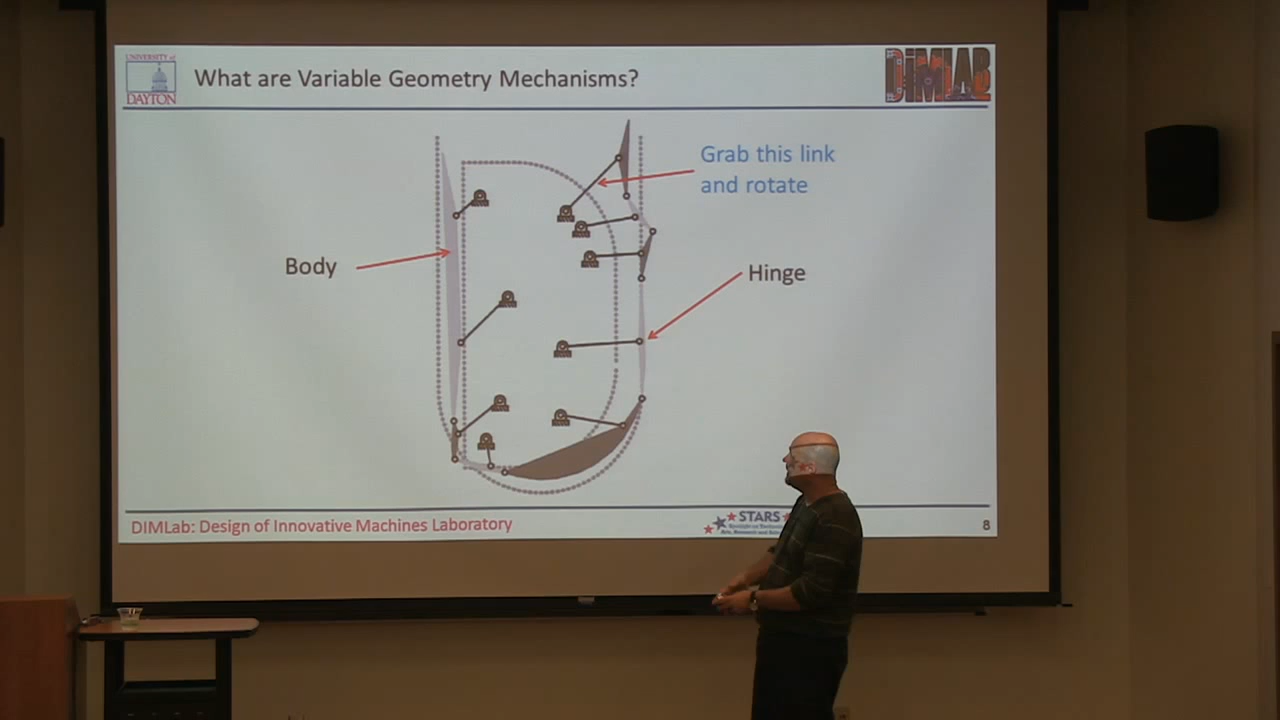 UNIVERSITY of
DAYTON
What are Variable Geometry Mechanisms?
DiMLAB
Grab this link
and rotate
Body
Hinge
DIMLab: Design of Innovative Machines Laboratory
STARS
8